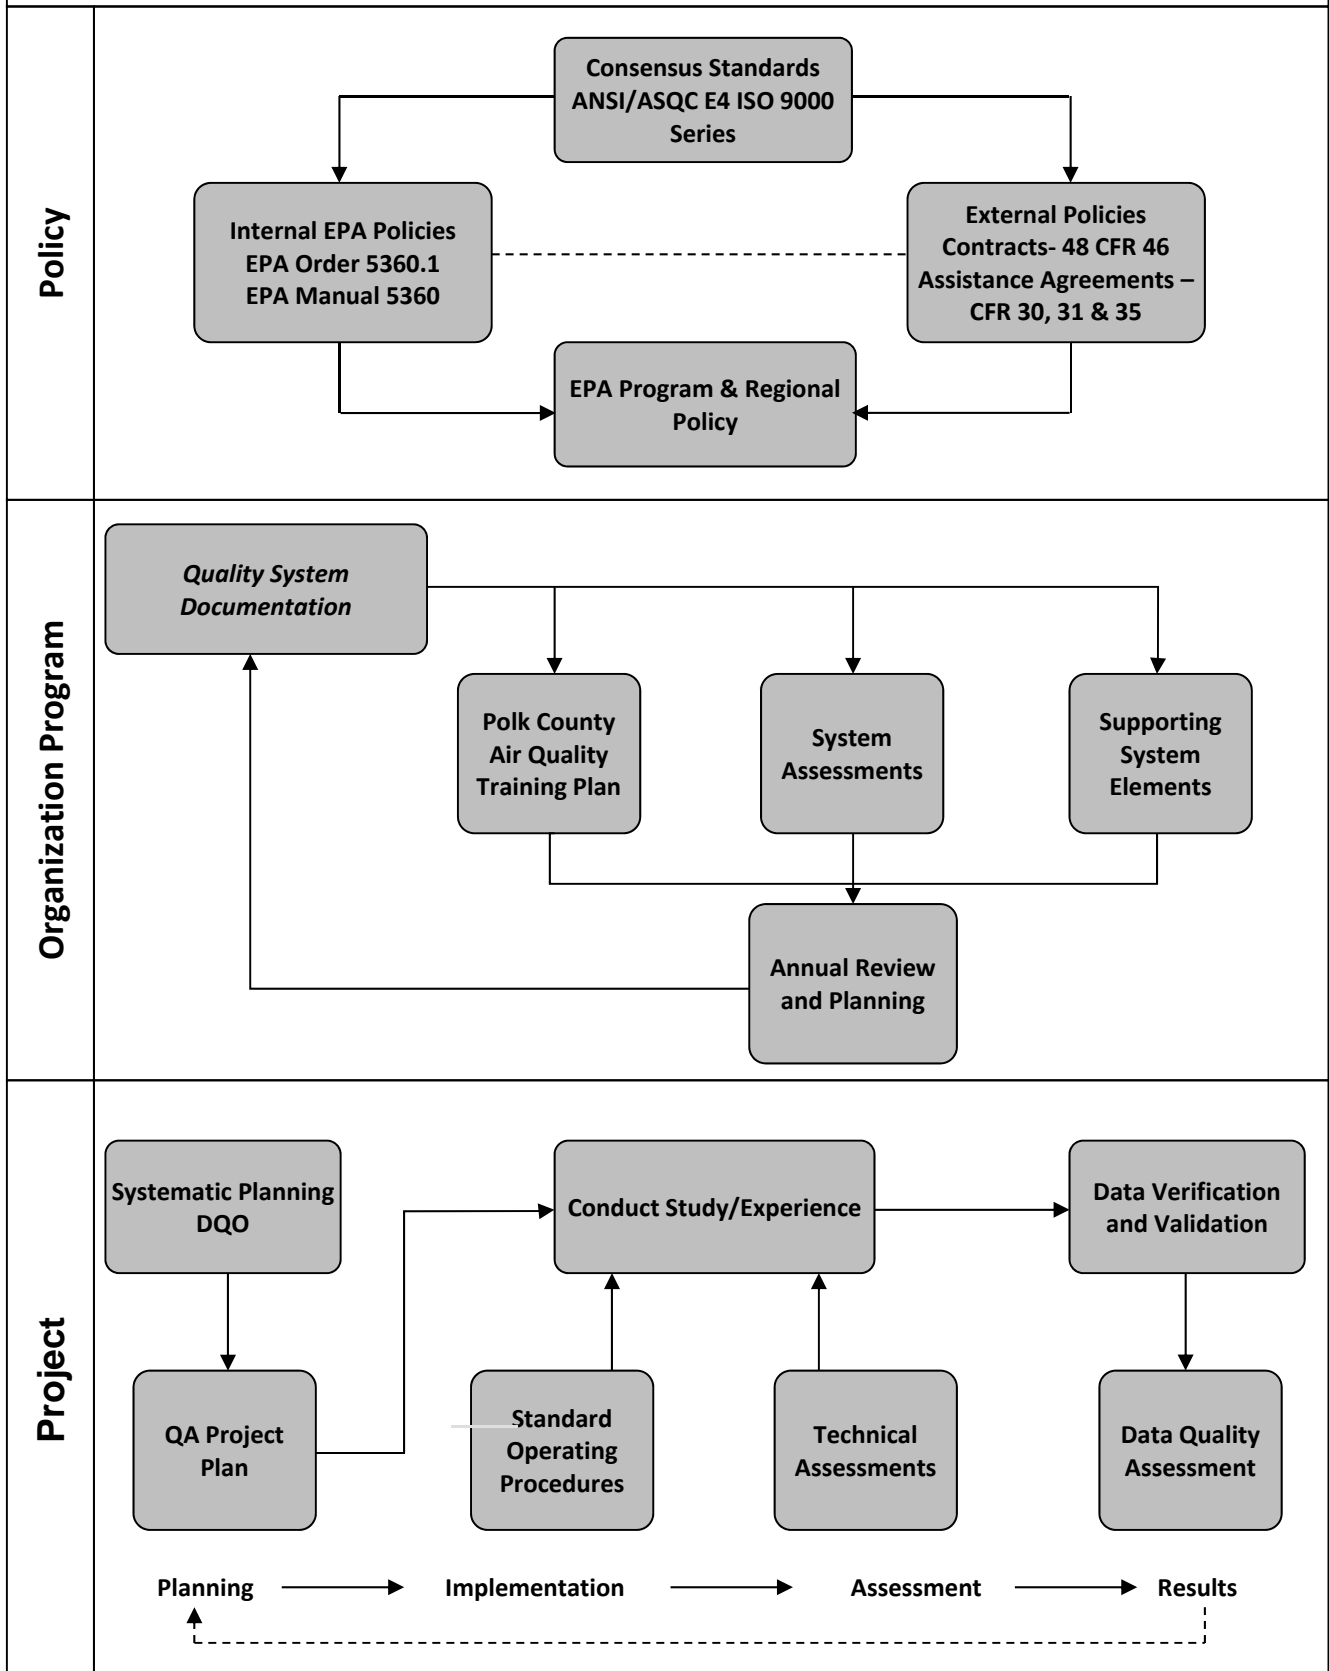 Policy
Consensus Standards
ANSI/ASQC E4 ISO 9000
Series
Internal EPA Policies
EPA Order 5360.1
EPA Manual 5360
External Policies
Contracts- 48 CFR 46
Assistance Agreements –
CFR 30, 31 & 35
EPA Program & Regional
Policy
Organization Program
Quality System
Documentation
Polk County
Air Quality
Training Plan
System
Assessments
Supporting
System
Elements
Annual Review
and Planning
Project
Systematic Planning
DQO
Conduct Study/Experience
Data Verification
and Validation
QA Project
Plan
Standard
Operating
Procedures
Technical
Assessments
Data Quality
Assessment
Planning
Implementation
Assessment
Results